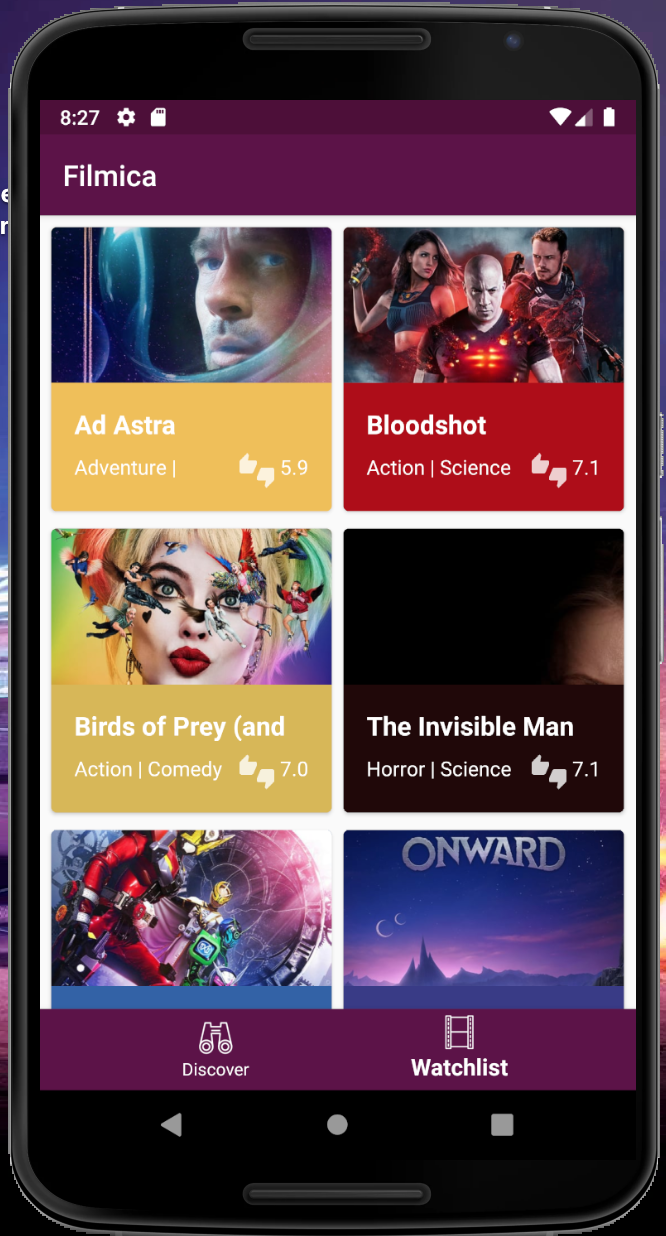 8:27
Filmica
Ad Astra
Adventure |
5.9
Bloodshot
Action | Science
7.1
Birds of Prey (and
Action | Comedy
7.0
The Invisible Man
Horror | Science
7.1
ONWARD
Discover
Watchlist